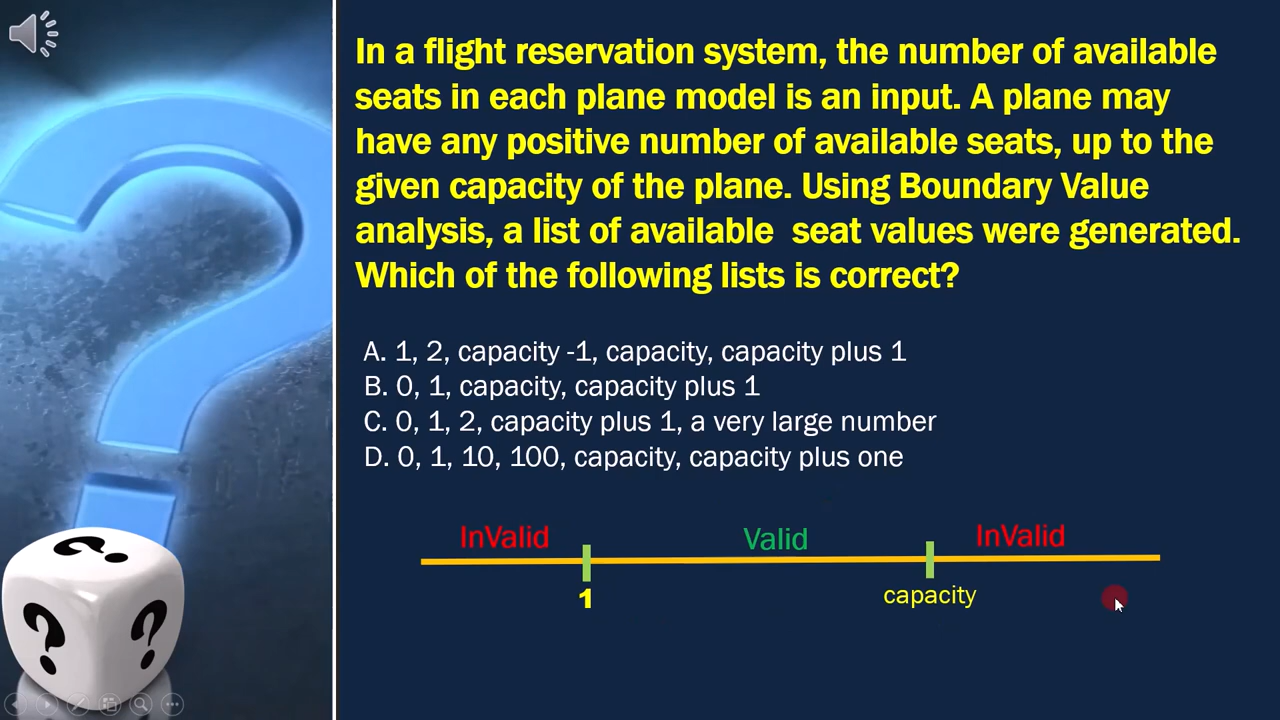 In a flight reservation system, the number of available
seats in each plane model is an input. A plane may
have any positive number of available seats, up to the
given capacity of the plane. Using Boundary Value
analysis, a list of available  seat values were generated.
Which of the following lists is correct?
A. 1, 2, capacity -1, capacity, capacity plus 1
B. 0, 1, capacity, capacity plus 1
C. 0, 1, 2, capacity plus 1, a very large number
D. 0, 1, 10, 100, capacity, capacity plus one
InValid Valid InValid
1 capacity
? ? ?